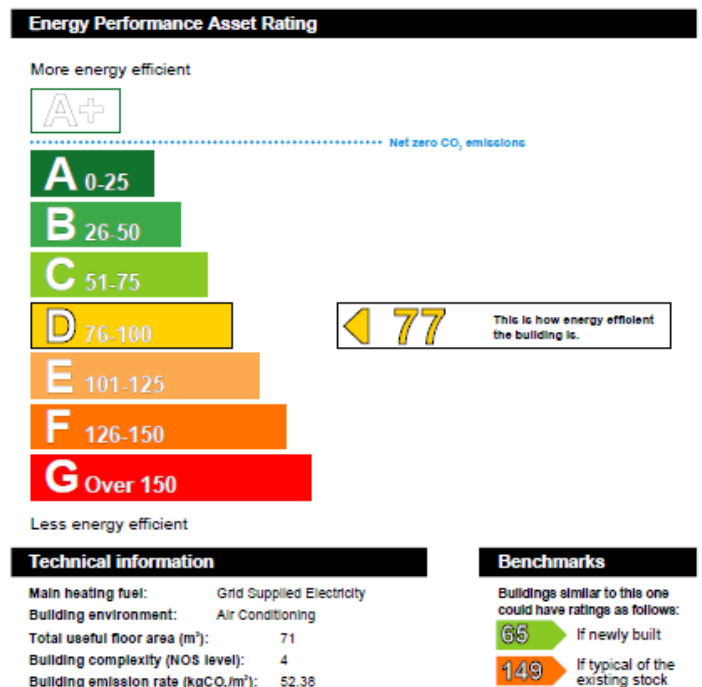 Energy Performance Asset Rating
More energy efficient
A+
Net zero CO₂ emissions
A 0-25
B 26-50
C 51-75
D 76-100
77
This is how energy efficient
the building is.
E 101-125
F 126-150
G Over 150
Less energy efficient
Technical information
Main heating fuel: Grid Supplied Electricity
Building environment: Air Conditioning
Total useful floor area (m²): 71
Building complexity (NOS level): 4
Building emission rate (kgCO₂/m²): 52.38
Benchmarks
Buildings similar to this one
could have ratings as follows:
65 If newly built
149 If typical of the
existing stock